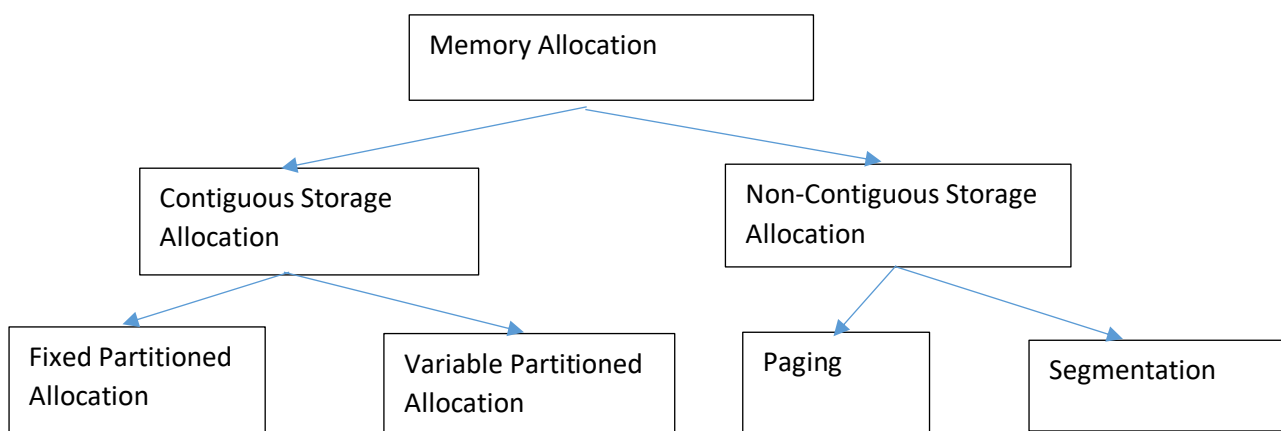 Memory Allocation
Contiguous Storage
Allocation
Non-Contiguous Storage
Allocation
Fixed Partitioned
Allocation
Variable Partitioned
Allocation
Paging
Segmentation